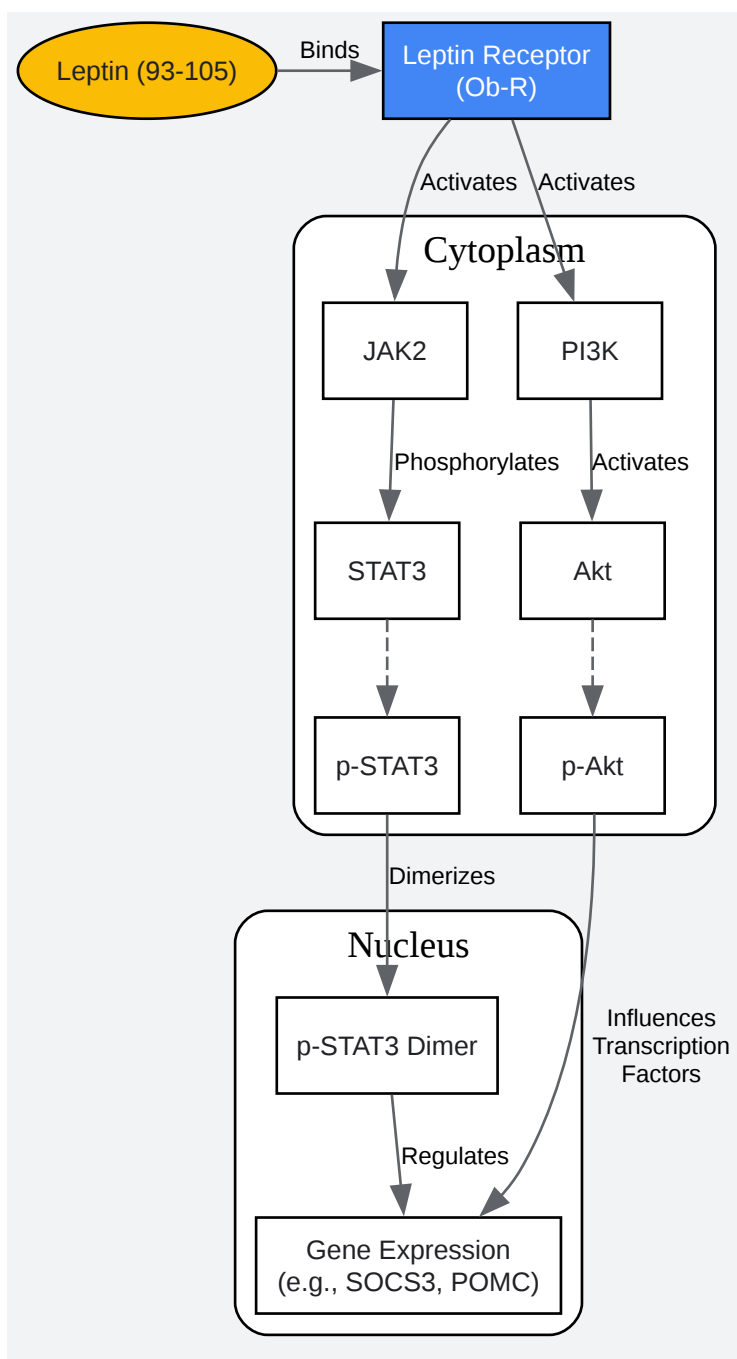 Leptin (93-105)
Binds
Leptin Receptor
(Ob-R)
Activates
Activates
Cytoplasm
JAK2
PI3K
Phosphorylates
Activates
STAT3
Akt
p-STAT3
p-Akt
Dimerizes
Nucleus
Influences
Transcription
Factors
p-STAT3 Dimer
Regulates
Gene Expression
(e.g., SOCS3, POMC)